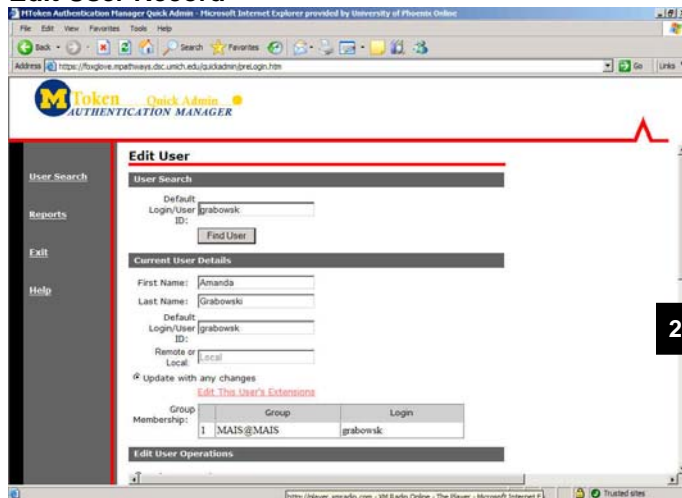 Edit User Record
MToken Authentication Manager Quick Admin - Microsoft Internet Explorer provided by University of Phoenix Online
File Edit View Favorites Tools Help
Back Search Favorites
Address https://foxglove.mpathways.dsc.umich.edu/quickadmin/preLogin.htm Go Links
M Token Quick Admin
AUTHENTICATION MANAGER
Edit User
User Search
User Search
Default
Login/User grabowsk
ID:
Find User
Reports
Exit
Current User Details
Help
First Name: Amanda
Last Name: Grabowski
Default
Login/User grabowsk
ID:
Remote or
Local: Local
Update with any changes
Edit This User's Extensions
Group
Membership:
Group Login
1 MAIS@MAIS grabowsk
2
Edit User Operations
Trusted sites